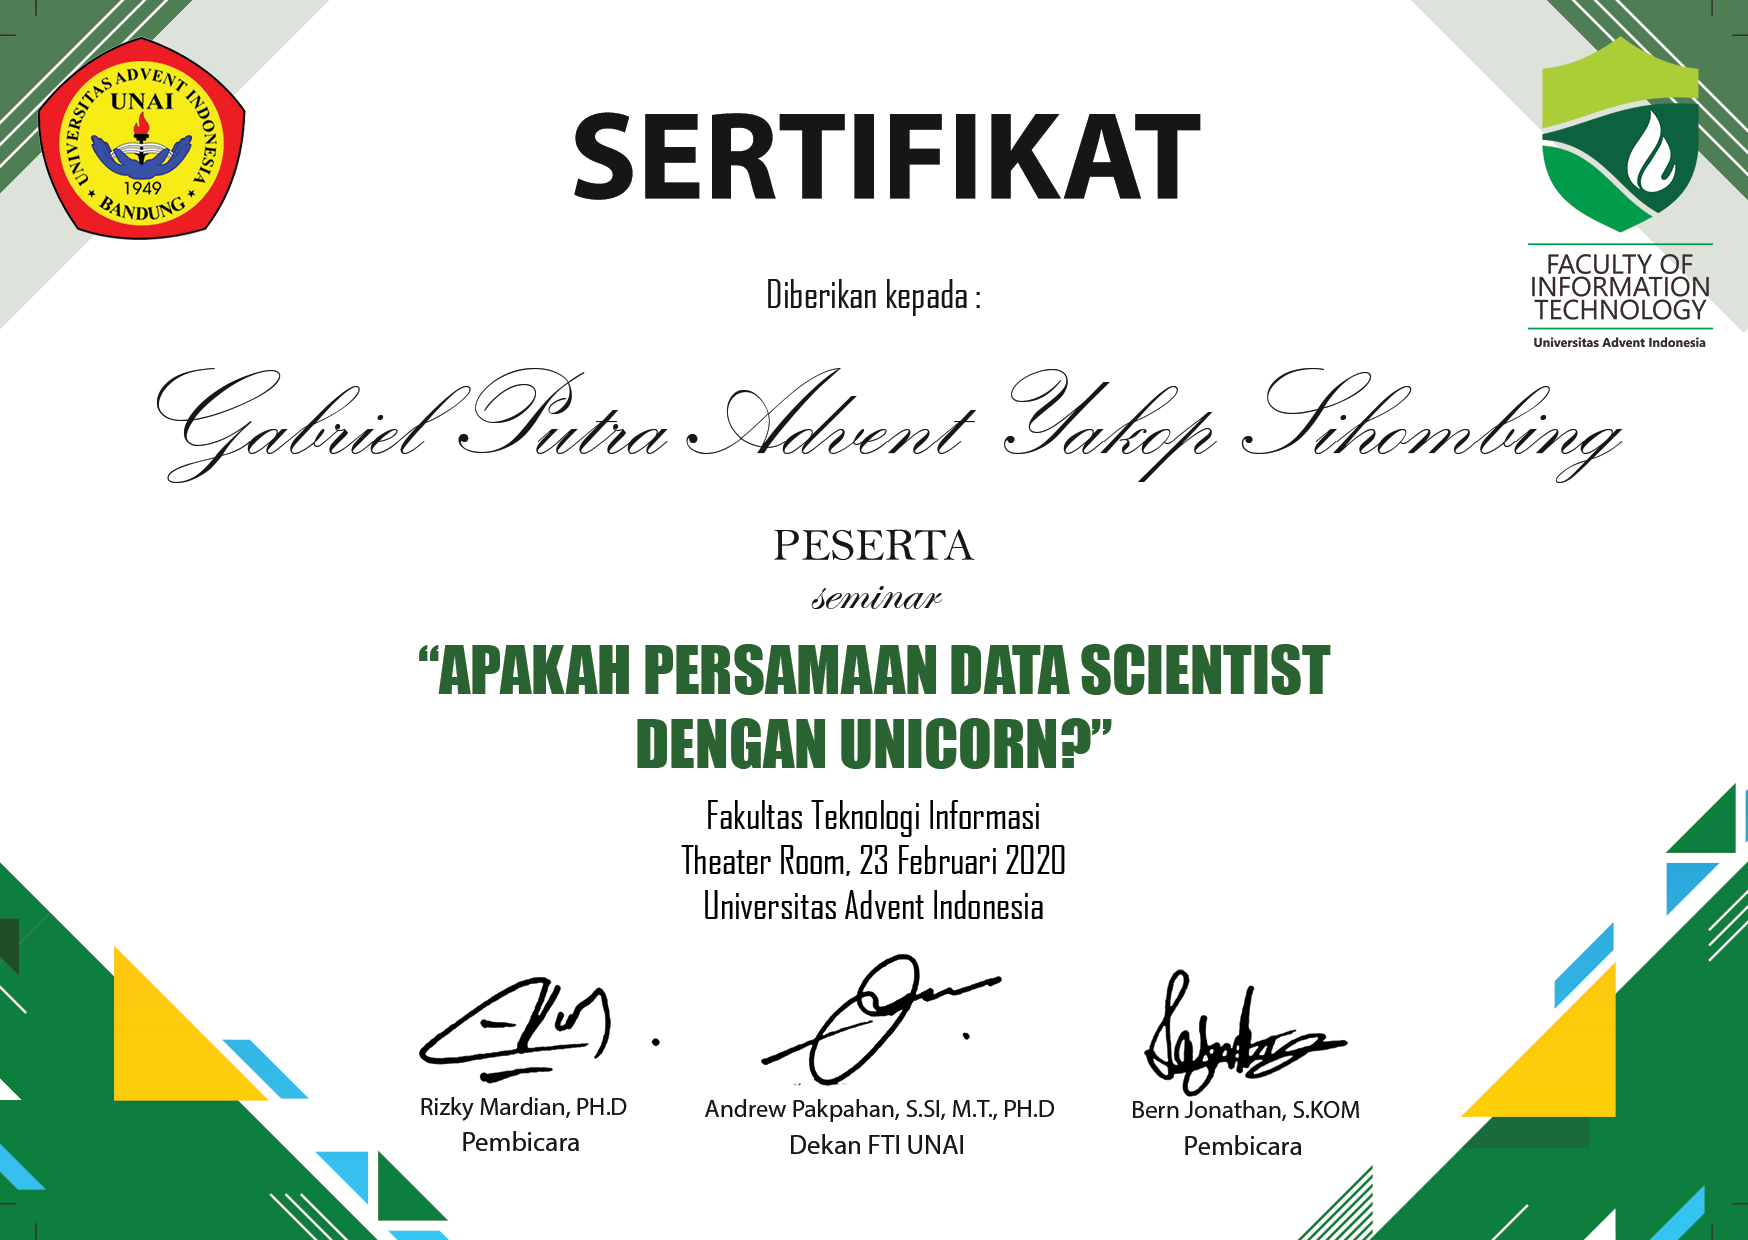 UNIVERSITAS ADVENT INDONESIA
UNAI
1949
BANDUNG
SERTIFIKAT
FACULTY OF
INFORMATION
TECHNOLOGY
Universitas Advent Indonesia
Diberikan kepada :
Gabriel Putra Advent Yakop Sihombing
PESERTA
seminar
“APAKAH PERSAMAAN DATA SCIENTIST
DENGAN UNICORN?”
Fakultas Teknologi Informasi
Theater Room, 23 Februari 2020
Universitas Advent Indonesia
Rizky Mardian, PH.D
Pembicara
Andrew Pakpahan, S.SI, M.T., PH.D
Dekan FTI UNAI
Bern Jonathan, S.KOM
Pembicara